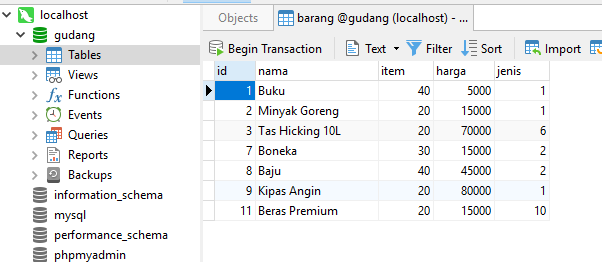 localhost
gudang
Tables
Views
Functions
Events
Queries
Reports
Backups
information_schema
mysql
performance_schema
phpmyadmin
Objects barang @gudang (localhost) - ...
Begin Transaction Text Filter Sort Import
id nama item harga jenis
1 Buku 40 5000 1
2 Minyak Goreng 20 15000 1
3 Tas Hicking 10L 20 70000 6
7 Boneka 30 15000 2
8 Baju 40 45000 2
9 Kipas Angin 20 80000 1
11 Beras Premium 20 15000 10